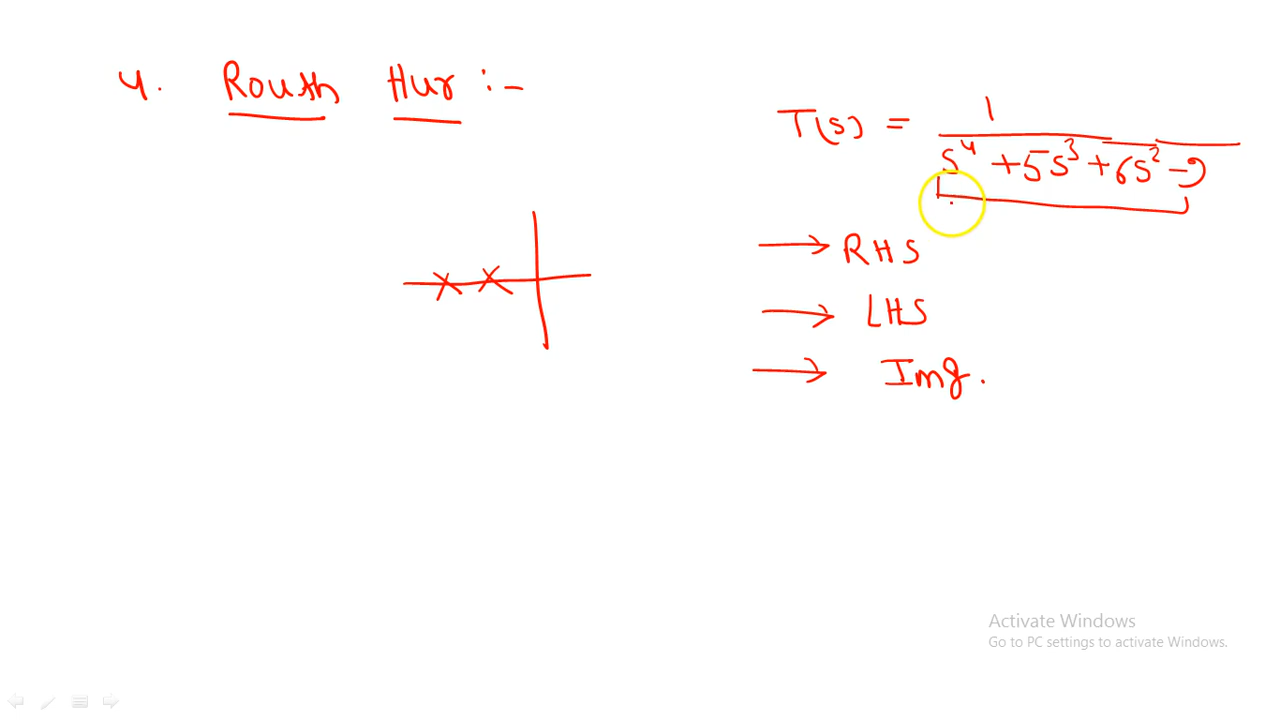 4. Routh Hur :-
T(s) = 1
s⁴ + 5s³ + 6s² - 9
→ RHS
→ LHS
→ Img.
Activate Windows
Go to PC settings to activate Windows.